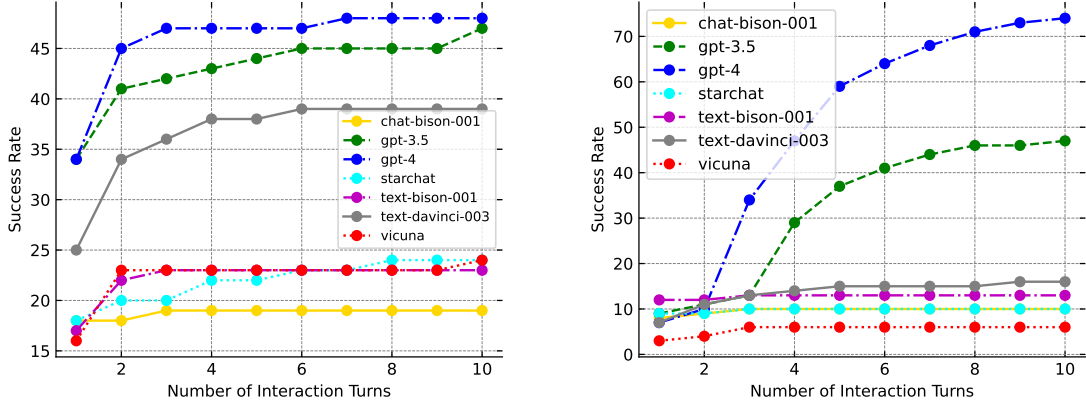 45
40
35
30
25
20
15
Success Rate
2
4
6
8
10
Number of Interaction Turns
chat-bison-001
gpt-3.5
gpt-4
starchat
text-bison-001
text-davinci-003
vicuna
70
60
50
40
30
20
10
0
Success Rate
2
4
6
8
10
Number of Interaction Turns
chat-bison-001
gpt-3.5
gpt-4
starchat
text-bison-001
text-davinci-003
vicuna